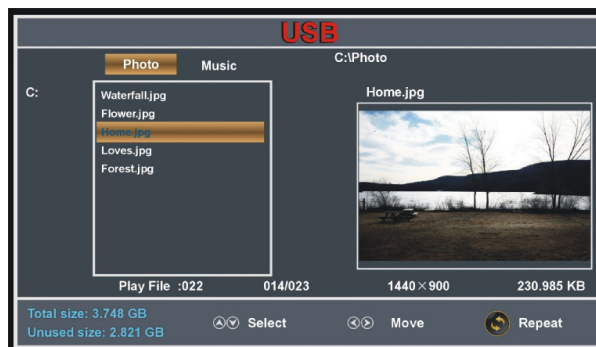 USB
Photo Music C:\Photo
C: Home.jpg
Waterfall.jpg
Flower.jpg
Home.jpg
Loves.jpg
Forest.jpg
Play File :022 014/023 1440×900 230.985 KB
Total size: 3.748 GB
Unused size: 2.821 GB
Select Move Repeat